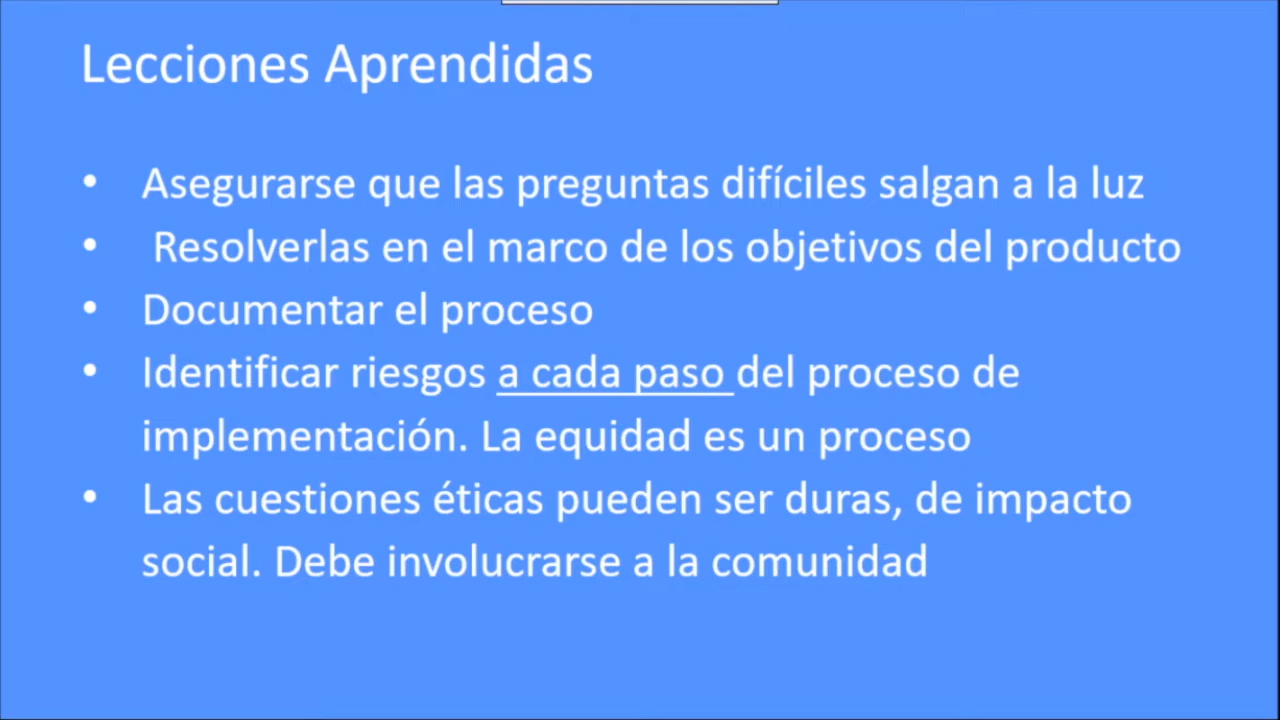 Lecciones Aprendidas
• Asegurarse que las preguntas difíciles salgan a la luz
• Resolverlas en el marco de los objetivos del producto
• Documentar el proceso
• Identificar riesgos a cada paso del proceso de
implementación. La equidad es un proceso
• Las cuestiones éticas pueden ser duras, de impacto
social. Debe involucrarse a la comunidad